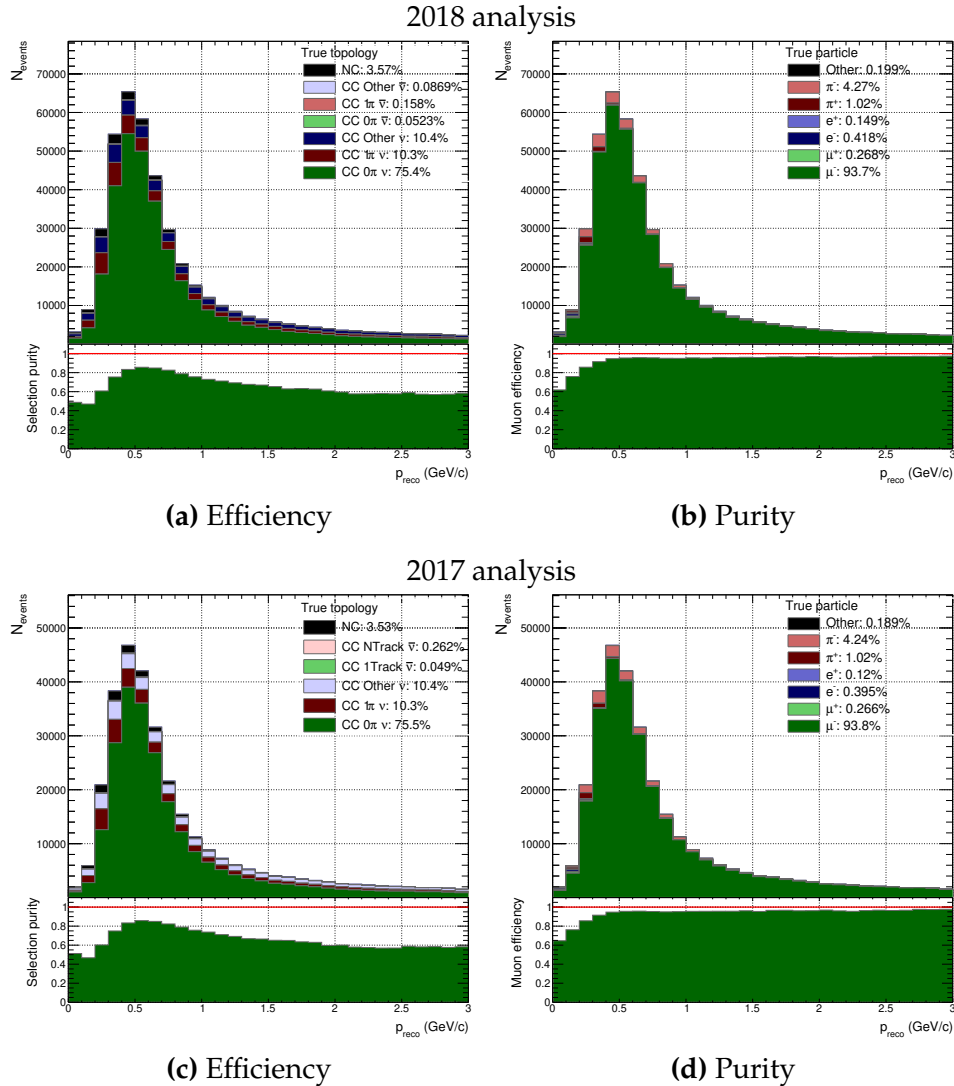 2018 analysis
N_events
70000
60000
50000
40000
30000
20000
10000
True topology
NC: 3.57%
CC Other ν̅: 0.0869%
CC 1π ν̅: 0.158%
CC 0π ν̅: 0.0523%
CC Other ν: 10.4%
CC 1π ν: 10.3%
CC 0π ν: 75.4%
Selection purity
1
0.8
0.6
0.4
0.2
0
0 0.5 1 1.5 2 2.5 3
p_reco (GeV/c)
(a) Efficiency
N_events
70000
60000
50000
40000
30000
20000
10000
True particle
Other: 0.199%
π⁻: 4.27%
π⁺: 1.02%
e⁺: 0.149%
e⁻: 0.418%
μ⁺: 0.268%
μ⁻: 93.7%
Muon efficiency
1
0.8
0.6
0.4
0.2
0
0 0.5 1 1.5 2 2.5 3
p_reco (GeV/c)
(b) Purity
2017 analysis
N_events
50000
40000
30000
20000
10000
True topology
NC: 3.53%
CC NTrack ν̅: 0.262%
CC 1Track ν̅: 0.049%
CC Other ν: 10.4%
CC 1π ν: 10.3%
CC 0π ν: 75.5%
Selection purity
1
0.8
0.6
0.4
0.2
0
0 0.5 1 1.5 2 2.5 3
p_reco (GeV/c)
(c) Efficiency
N_events
50000
40000
30000
20000
10000
True particle
Other: 0.189%
π⁻: 4.24%
π⁺: 1.02%
e⁺: 0.12%
e⁻: 0.395%
μ⁺: 0.266%
μ⁻: 93.8%
Muon efficiency
1
0.8
0.6
0.4
0.2
0
0 0.5 1 1.5 2 2.5 3
p_reco (GeV/c)
(d) Purity